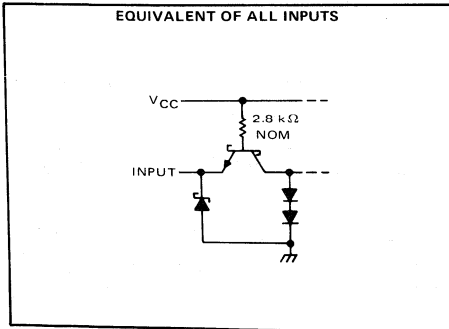 EQUIVALENT OF ALL INPUTS
VCC
2.8 kΩ
NOM
INPUT